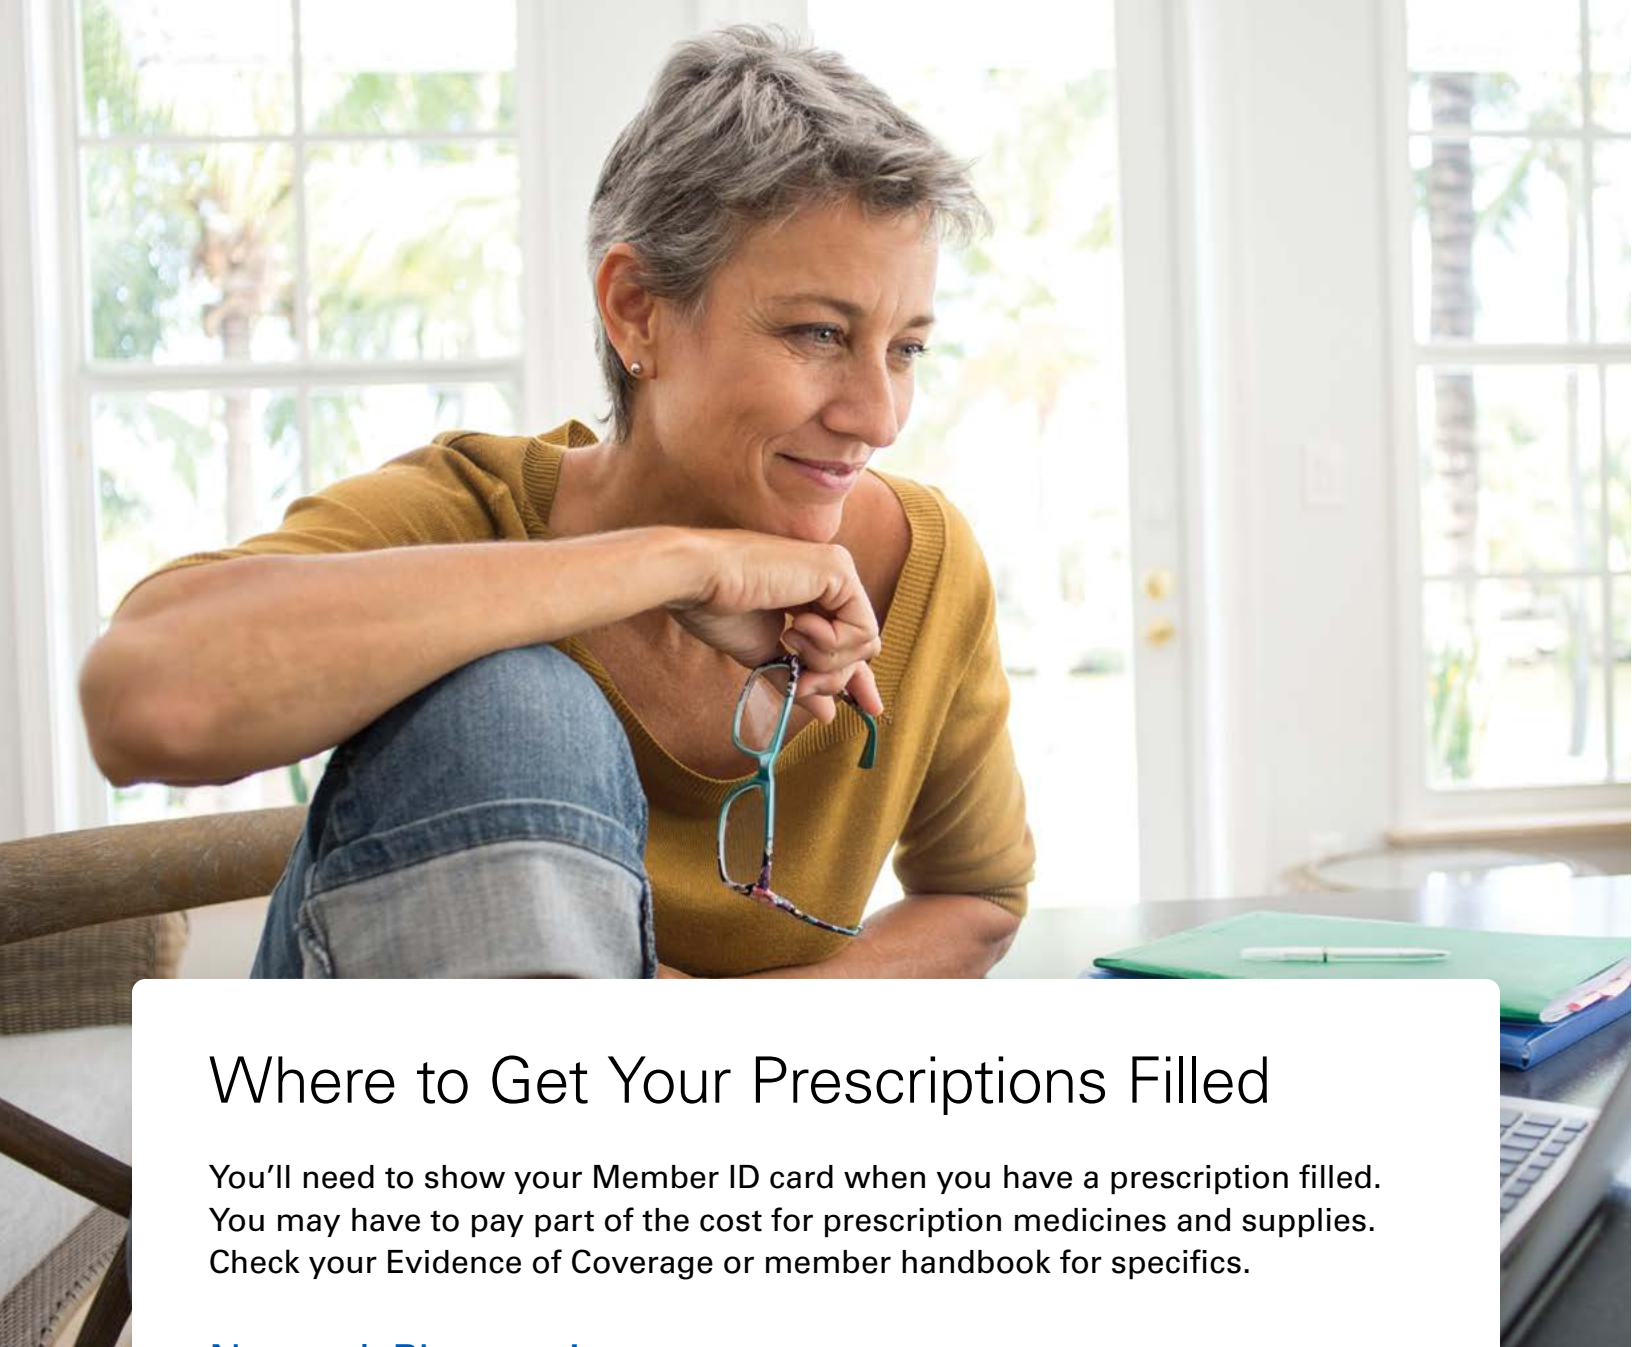 Where to Get Your Prescriptions Filled
You’ll need to show your Member ID card when you have a prescription filled.
You may have to pay part of the cost for prescription medicines and supplies.
Check your Evidence of Coverage or member handbook for specifics.